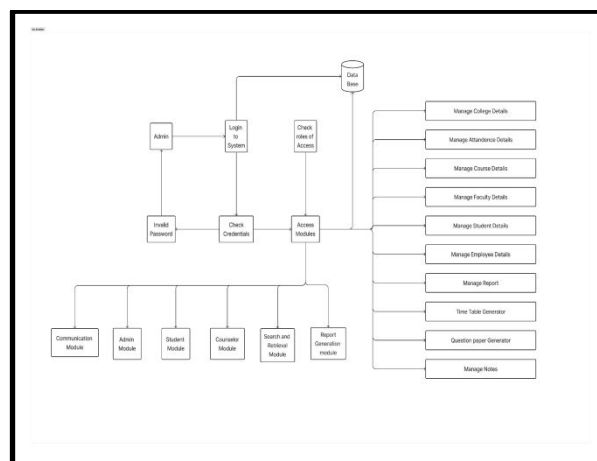 Data
Base
Admin
Login
to
System
Check
roles of
Access
Invalid
Password
Check
Credentials
Access
Modules
Manage College Details
Manage Attendence Details
Manage Course Details
Manage Faculty Details
Manage Student Details
Manage Employee Details
Manage Report
Time Table Generator
Question paper Generator
Manage Notes
Communication
Module
Admin
Module
Student
Module
Counselor
Module
Search and
Retrieval
Module
Report
Generation
module